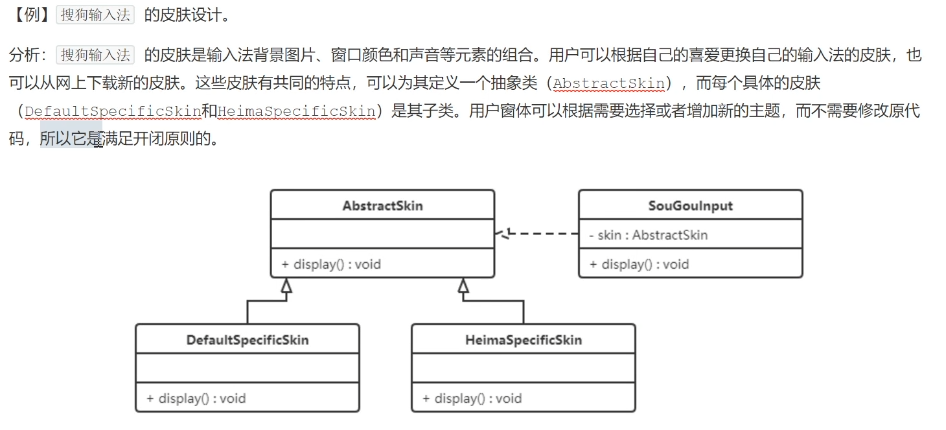 【例】 搜狗输入法 的皮肤设计。
分析： 搜狗输入法 的皮肤是输入法背景图片、窗口颜色和声音等元素的组合。用户可以根据自己的喜爱更换自己的输入法的皮肤，也
可以从网上下载新的皮肤。这些皮肤有共同的特点，可以为其定义一个抽象类（AbstractSkin），而每个具体的皮肤
（DefaultSpecificSkin和HeimaSpecificSkin）是其子类。用户窗体可以根据需要选择或者增加新的主题，而不需要修改原代
码，所以它是满足开闭原则的。
AbstractSkin
+ display() : void
SouGouInput
- skin : AbstractSkin
+ display() : void
DefaultSpecificSkin
+ display() : void
HeimaSpecificSkin
+ display() : void